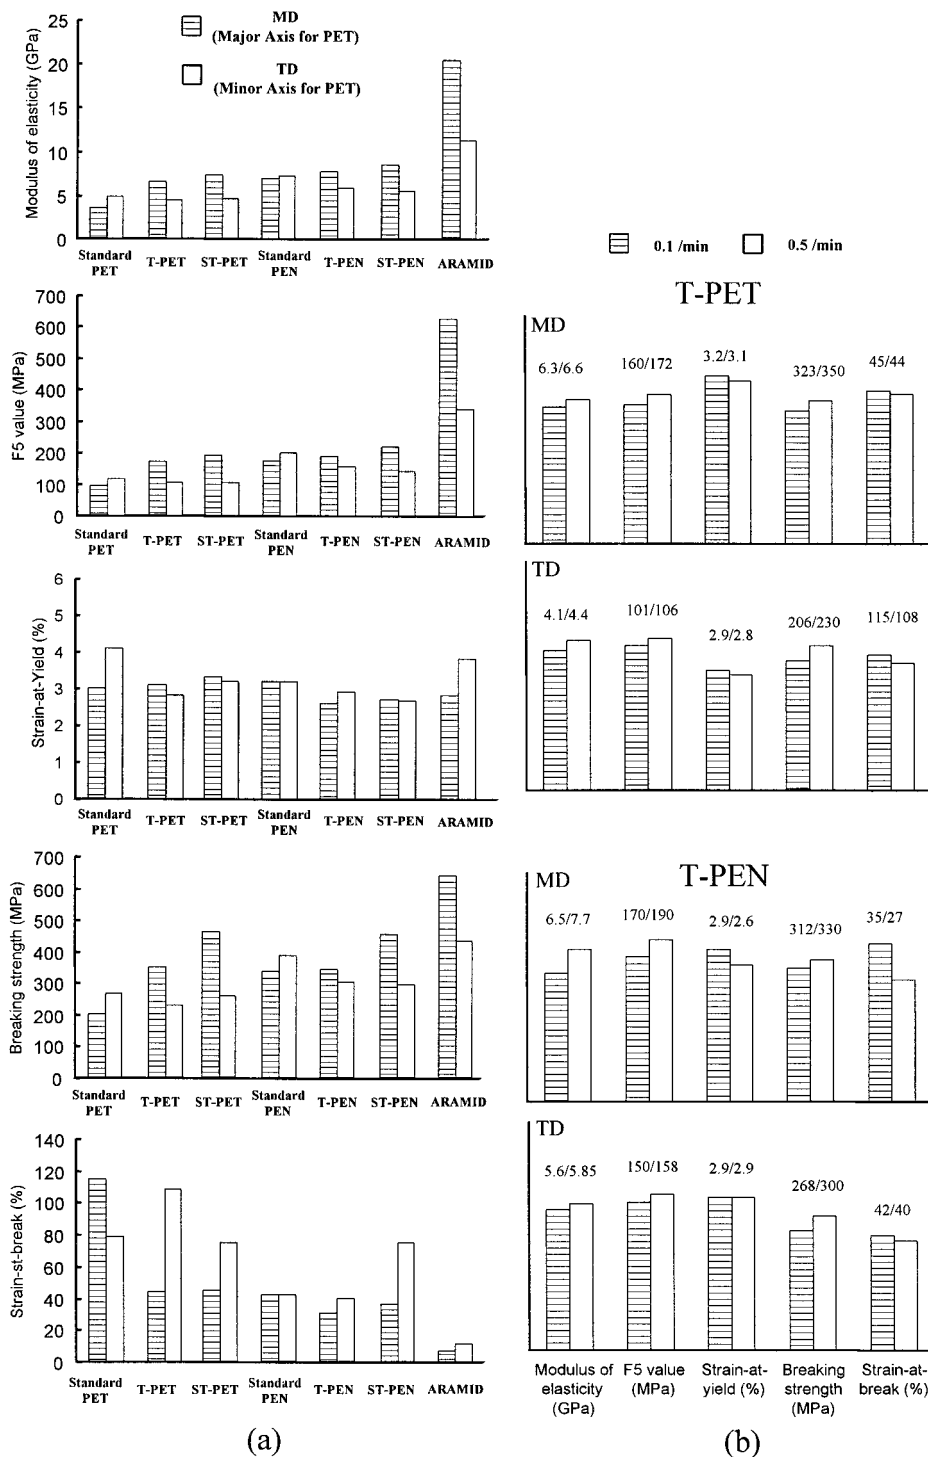 MD
(Major Axis for PET)
TD
(Minor Axis for PET)
Modulus of elasticity (GPa)
25
20
15
10
5
0
Standard PET
T-PET
ST-PET
Standard PEN
T-PEN
ST-PEN
ARAMID
F5 value (MPa)
700
600
500
400
300
200
100
0
Standard PET
T-PET
ST-PET
Standard PEN
T-PEN
ST-PEN
ARAMID
Strain-at-Yield (%)
6
5
4
3
2
1
0
Standard PET
T-PET
ST-PET
Standard PEN
T-PEN
ST-PEN
ARAMID
Breaking strength (MPa)
700
600
500
400
300
200
100
0
Standard PET
T-PET
ST-PET
Standard PEN
T-PEN
ST-PEN
ARAMID
Strain-st-break (%)
140
120
100
80
60
40
20
0
Standard PET
T-PET
ST-PET
Standard PEN
T-PEN
ST-PEN
ARAMID
(a)
0.1 /min
0.5 /min
T-PET
MD
6.3/6.6
160/172
3.2/3.1
323/350
45/44
TD
4.1/4.4
101/106
2.9/2.8
206/230
115/108
T-PEN
MD
6.5/7.7
170/190
2.9/2.6
312/330
35/27
TD
5.6/5.85
150/158
2.9/2.9
268/300
42/40
Modulus of
elasticity
(GPa)
F5 value
(MPa)
Strain-at-
yield (%)
Breaking
strength
(MPa)
Strain-at-
break (%)
(b)